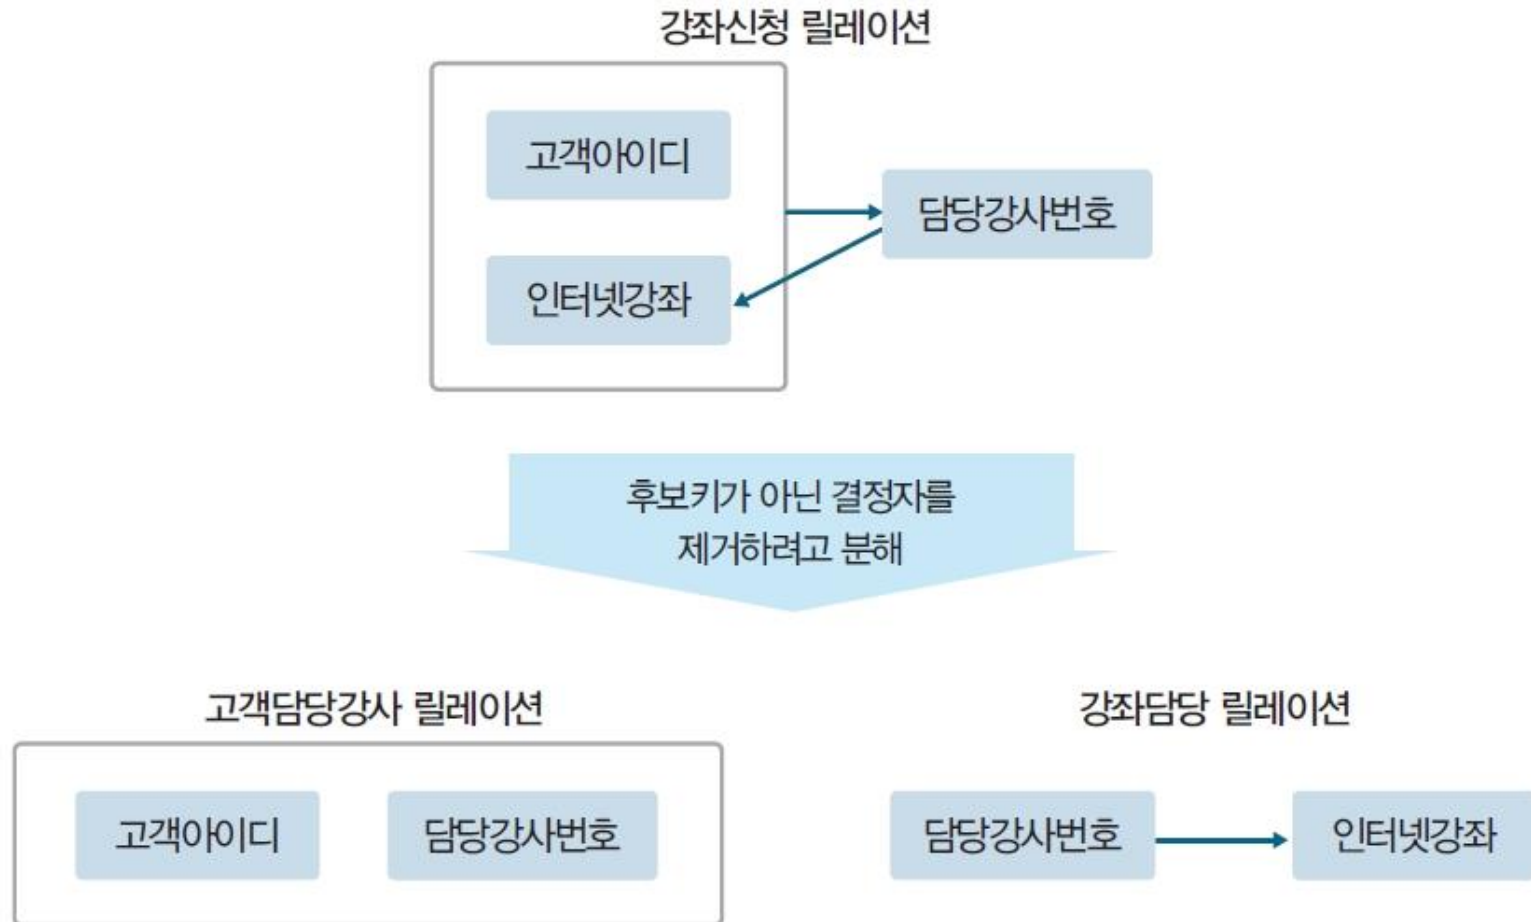 강좌신청 릴레이션
고객아이디
담당강사번호
인터넷강좌
후보키가 아닌 결정자를
제거하려고 분해
고객담당강사 릴레이션
강좌담당 릴레이션
고객아이디
담당강사번호
담당강사번호
인터넷강좌